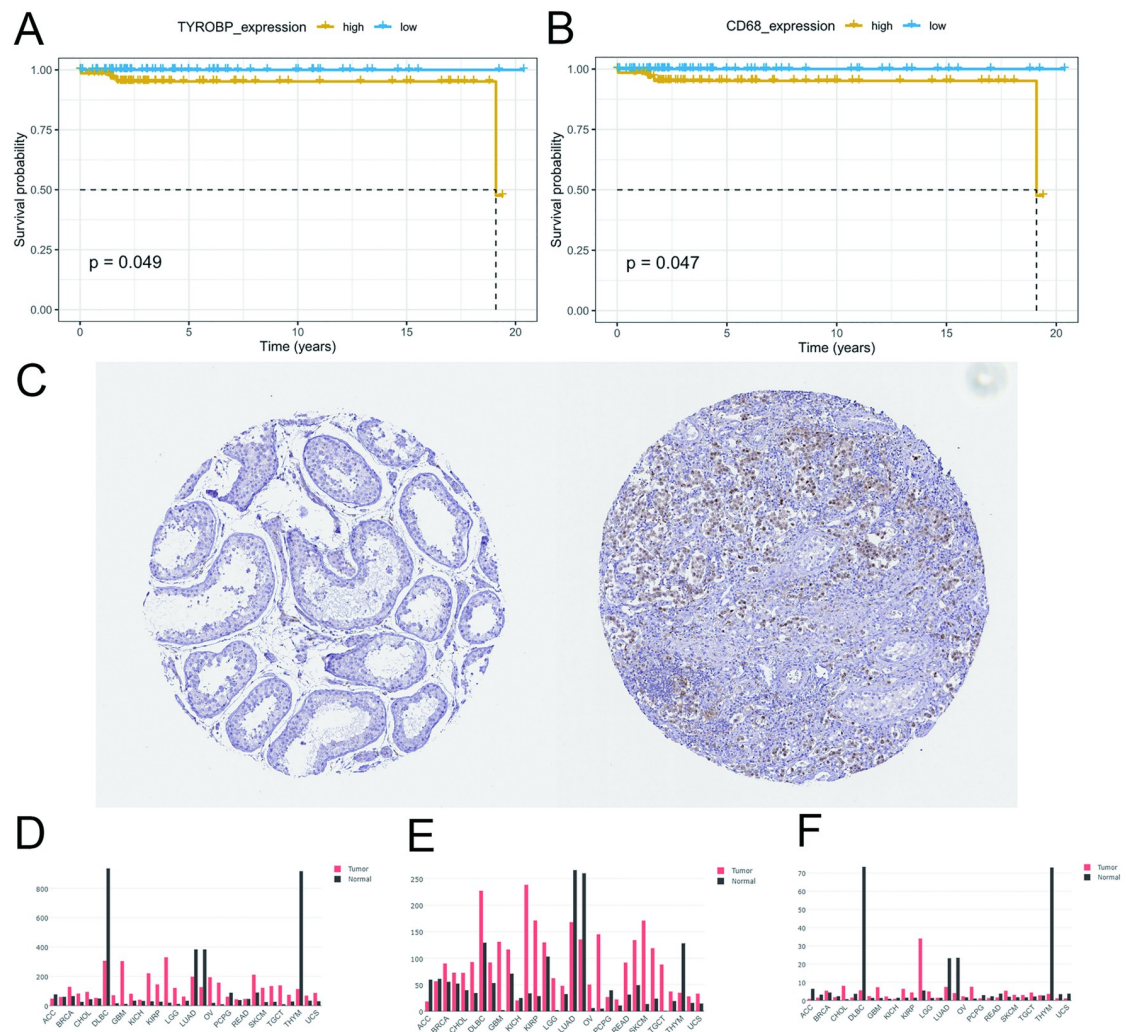 A
TYROBP_expression high low
Survival probability
1.00
0.75
0.50
0.25
0.00
p = 0.049
0 5 10 15 20
Time (years)
B
CD68_expression high low
Survival probability
1.00
0.75
0.50
0.25
0.00
p = 0.047
0 5 10 15 20
Time (years)
C
D
Tumor
Normal
800
600
400
200
0
ACC BRCA CHOL DLBC GBM KICH KIRP LGG LUAD OV PCPG READ SKCM TGCT THYM UCS
E
Tumor
Normal
250
200
150
100
50
0
ACC BRCA CHOL DLBC GBM KICH KIRP LGG LUAD OV PCPG READ SKCM TGCT THYM UCS
F
Tumor
Normal
70
60
50
40
30
20
10
0
ACC BRCA CHOL DLBC GBM KICH KIRP LGG LUAD OV PCPG READ SKCM TGCT THYM UCS